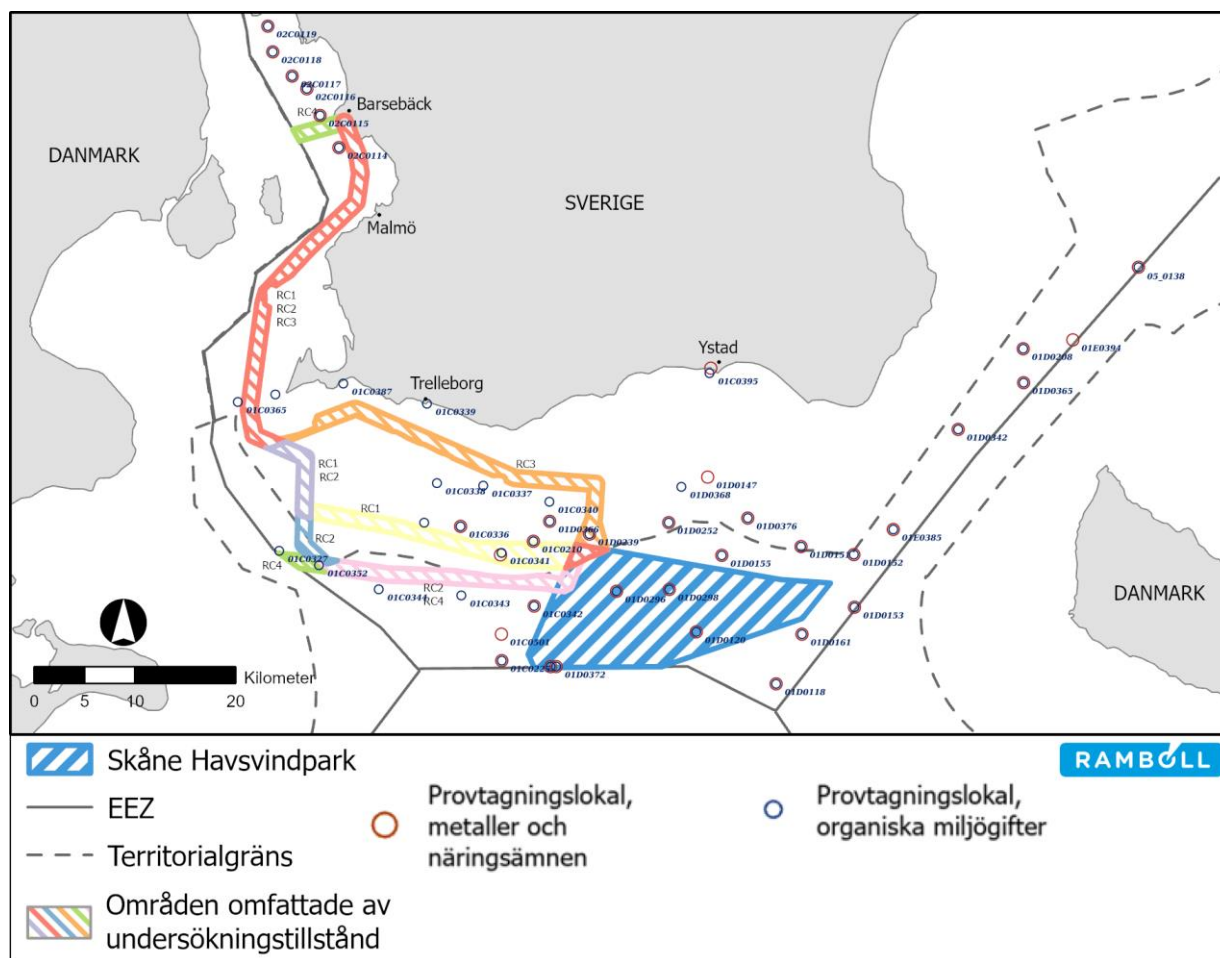 02C0119
02C0118
02C0117
02C0116
RC4
Barsebäck
02C0115
DANMARK
02C0114
SVERIGE
Malmö
05_0138
RC1
RC2
RC3
Ystad
01E0394
01D0208
01C0387
Trelleborg
01C0395
01D0365
01C0365
01C0339
01D0342
RC1
RC2
RC3
01C0338
01C0337
01D0147
01D0368
RC1
01C0340
01C0336
01D0366
01D0252
01D0376
01E0385
RC2
01C0210
01D0239
01C0327
01C0341
01D0155
01D0152
RC4
01C0352
RC2
RC4
01C0344
01C0343
01D0296
01D0298
DANMARK
01C0342
01D0153
01C0501
01D0120
01D0161
01D0372
01D0118
Kilometer
0 5 10 20
Skåne Havsvindpark
EEZ
Territorialgräns
Områden omfattade av
undersökningstillstånd
Provtagningslokal,
metaller och
näringsämnen
Provtagningslokal,
organiska miljögifter
RAMBOLL